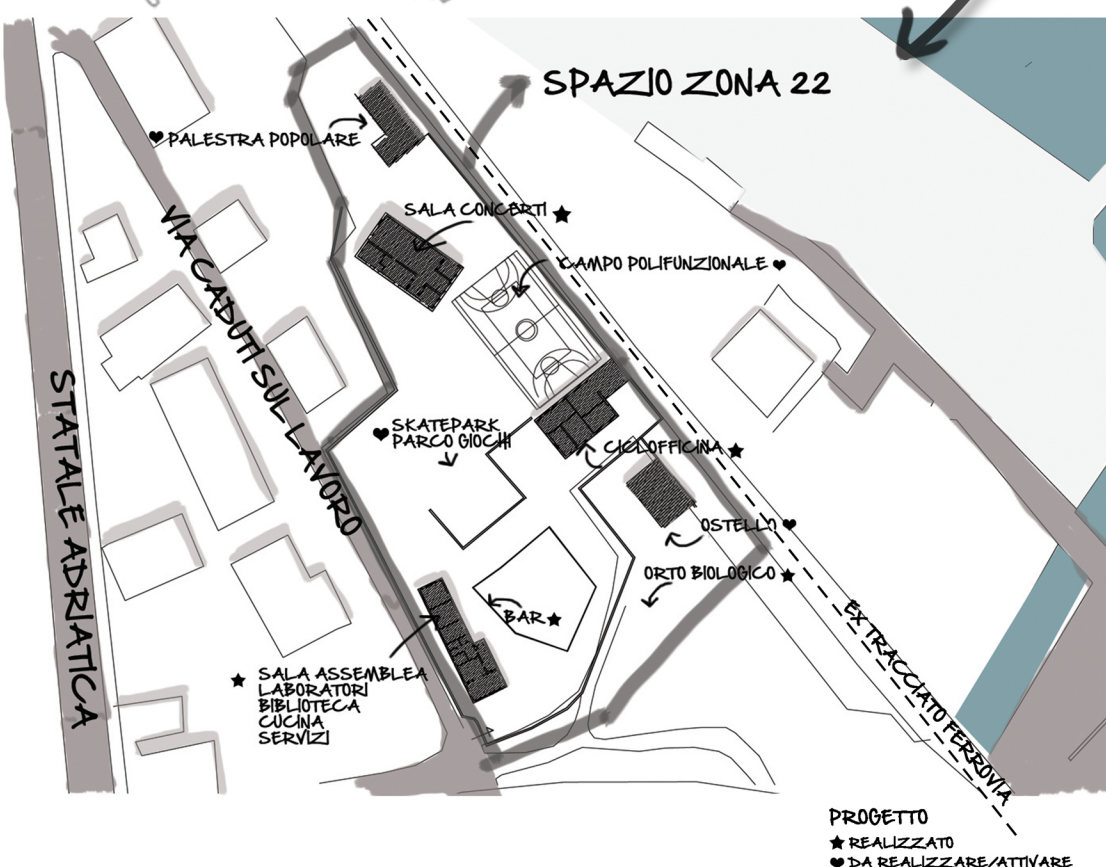 SPAZIO ZONA 22
❤ PALESTRA POPOLARE
SALA CONCERTI ★
CAMPO POLIFUNZIONALE ❤
VIA CADUTI SUL LAVORO
STATALE ADRIATICA
❤ SKATEPARK
PARCO GIOCHI
CICLOFFICINA ★
OSTELLO ❤
ORTO BIOLOGICO ★
BAR ★
★ SALA ASSEMBLEA
LABORATORI
BIBLIOTECA
CUCINA
SERVIZI
EX TRACCIATO FERROVIA
PROGETTO
★ REALIZZATO
❤ DA REALIZZARE/ATTIVARE